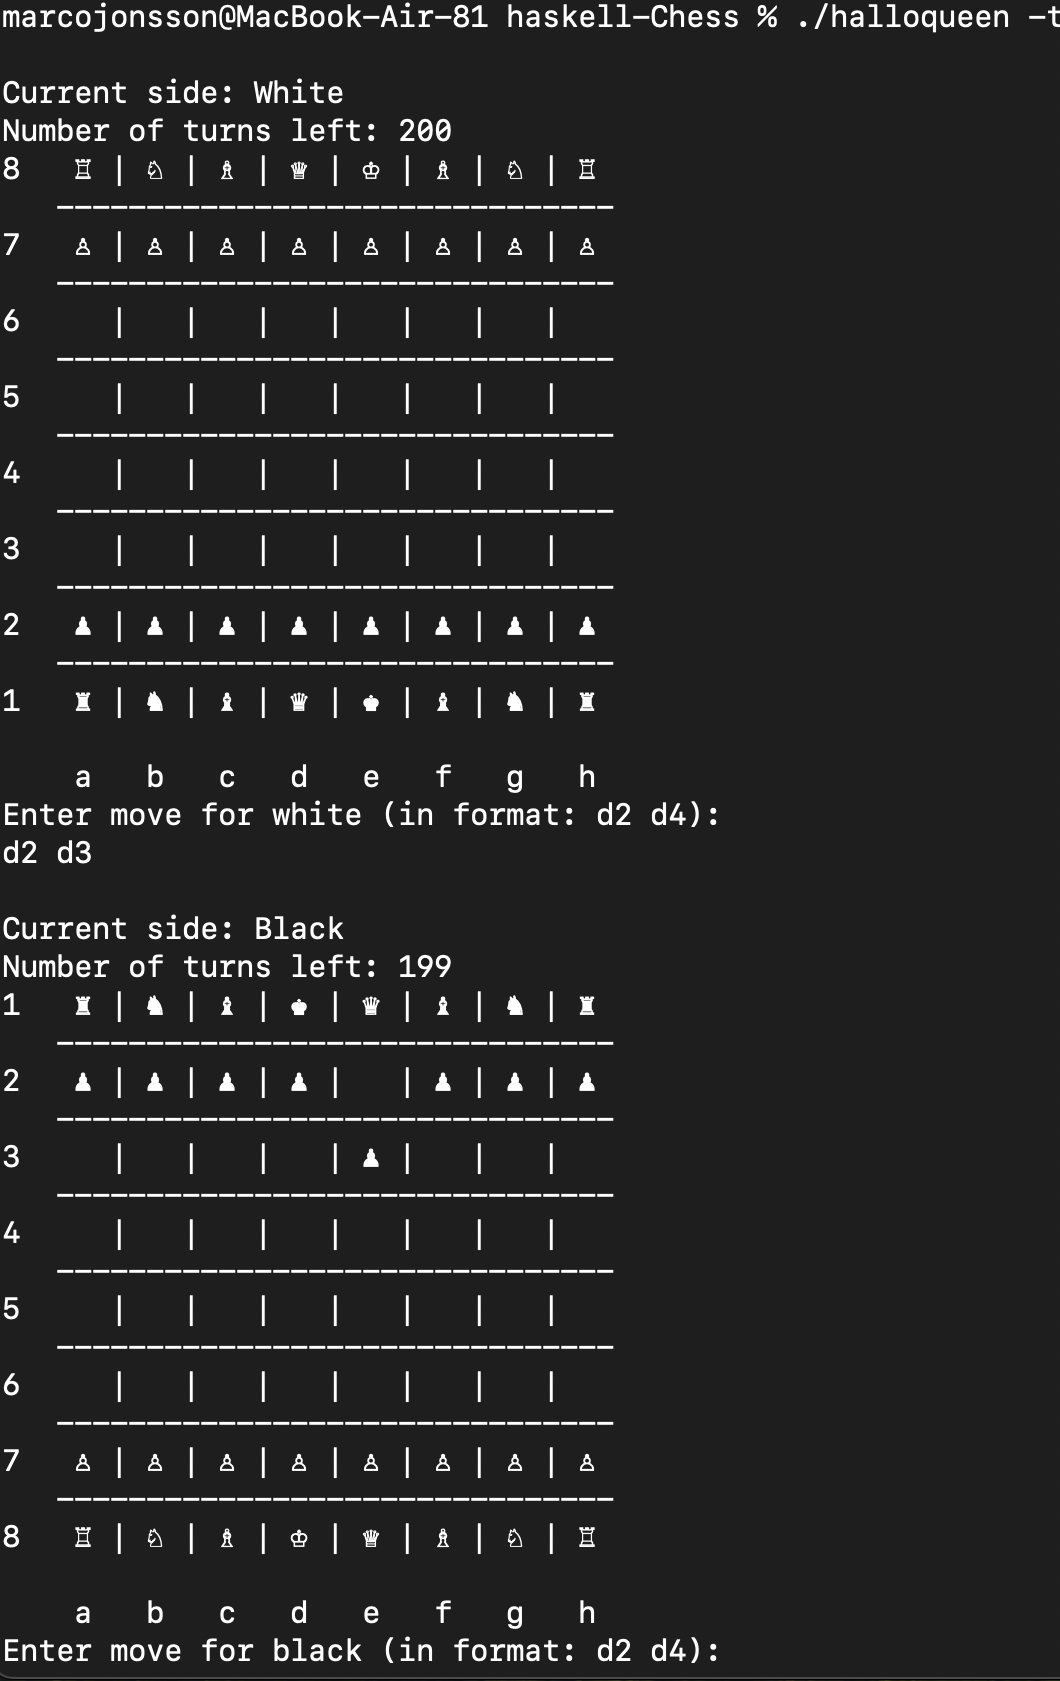 marcojonsson@MacBook-Air-81 haskell-Chess % ./halloqueen -t
Current side: White
Number of turns left: 200
8   ♖ | ♘ | ♗ | ♛ | ♔ | ♗ | ♘ | ♖
   −−−−−−−−−−−−−−−−−−−−−−−−−−−−−−−
7   ♙ | ♙ | ♙ | ♙ | ♙ | ♙ | ♙ | ♙
   −−−−−−−−−−−−−−−−−−−−−−−−−−−−−−−
6     |   |   |   |   |   |   |
   −−−−−−−−−−−−−−−−−−−−−−−−−−−−−−−
5     |   |   |   |   |   |   |
   −−−−−−−−−−−−−−−−−−−−−−−−−−−−−−−
4     |   |   |   |   |   |   |
   −−−−−−−−−−−−−−−−−−−−−−−−−−−−−−−
3     |   |   |   |   |   |   |
   −−−−−−−−−−−−−−−−−−−−−−−−−−−−−−−
2   ♟ | ♟ | ♟ | ♟ | ♟ | ♟ | ♟ | ♟
   −−−−−−−−−−−−−−−−−−−−−−−−−−−−−−−
1   ♜ | ♞ | ♝ | ♛ | ♚ | ♝ | ♞ | ♜
    a   b   c   d   e   f   g   h
Enter move for white (in format: d2 d4):
d2 d3
Current side: Black
Number of turns left: 199
1   ♜ | ♞ | ♝ | ♚ | ♛ | ♝ | ♞ | ♜
   −−−−−−−−−−−−−−−−−−−−−−−−−−−−−−−
2   ♟ | ♟ | ♟ | ♟ |   | ♟ | ♟ | ♟
   −−−−−−−−−−−−−−−−−−−−−−−−−−−−−−−
3     |   |   |   | ♟ |   |   |
   −−−−−−−−−−−−−−−−−−−−−−−−−−−−−−−
4     |   |   |   |   |   |   |
   −−−−−−−−−−−−−−−−−−−−−−−−−−−−−−−
5     |   |   |   |   |   |   |
   −−−−−−−−−−−−−−−−−−−−−−−−−−−−−−−
6     |   |   |   |   |   |   |
   −−−−−−−−−−−−−−−−−−−−−−−−−−−−−−−
7   ♙ | ♙ | ♙ | ♙ | ♙ | ♙ | ♙ | ♙
   −−−−−−−−−−−−−−−−−−−−−−−−−−−−−−−
8   ♖ | ♘ | ♗ | ♔ | ♛ | ♗ | ♘ | ♖
    a   b   c   d   e   f   g   h
Enter move for black (in format: d2 d4):